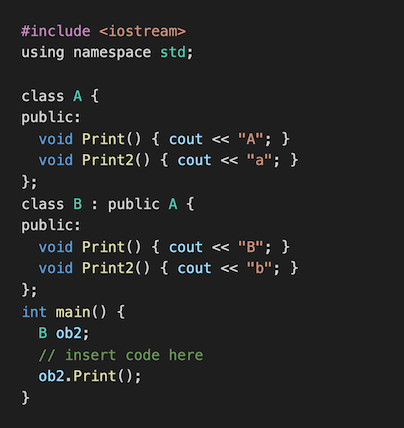 #include <iostream>
using namespace std;

class A {
public:
  void Print() { cout << "A"; }
  void Print2() { cout << "a"; }
};
class B : public A {
public:
  void Print() { cout << "B"; }
  void Print2() { cout << "b"; }
};
int main() {
  B ob2;
  // insert code here
  ob2.Print();
}